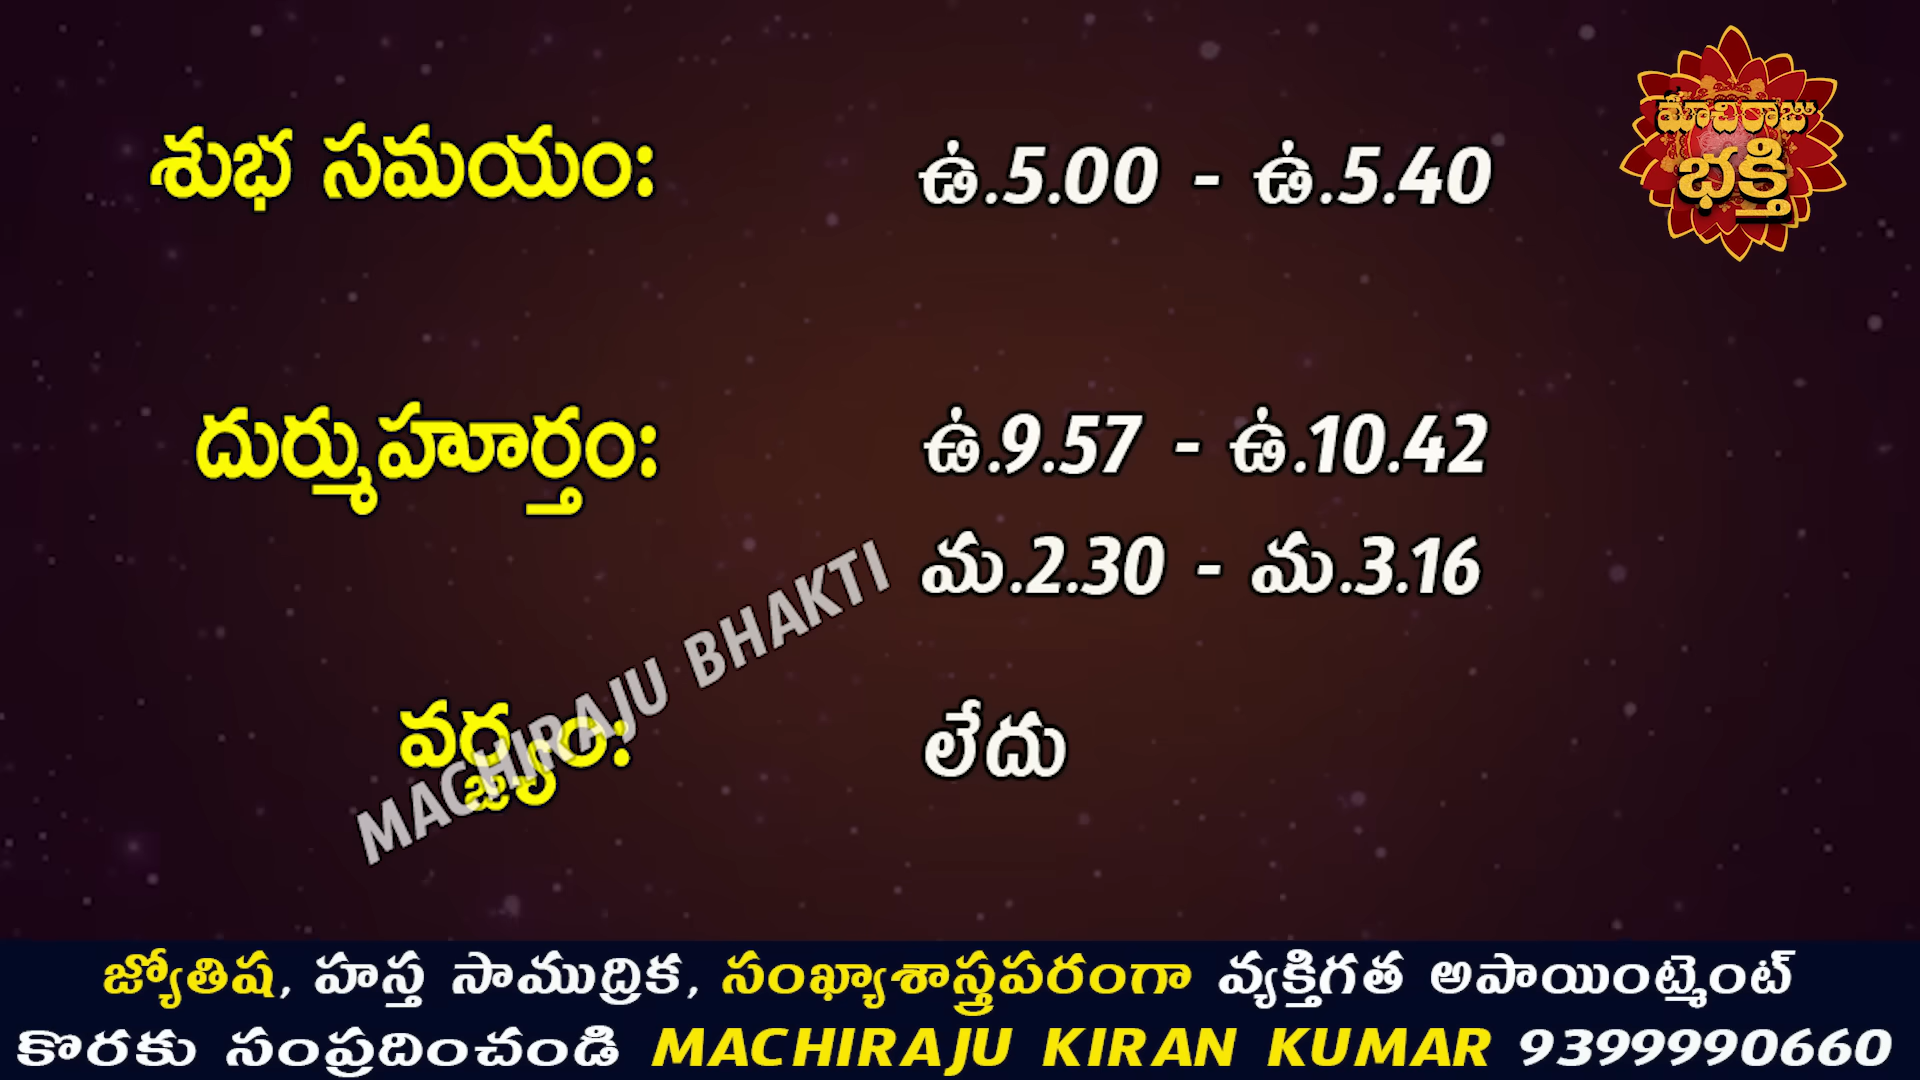 శుభ సమయం: ఉ.5.00 - ఉ.5.40
మాచిరాజు
భక్తి
దుర్ముహూర్తం: ఉ.9.57 - ఉ.10.42
మ.2.30 - మ.3.16
వర్జ్యం: లేదు
MACHIRAJU BHAKTI
జ్యోతిష, హస్త సాముద్రిక, సంఖ్యాశాస్త్రపరంగా వ్యక్తిగత అపాయింట్మెంట్
కొరకు సంప్రదించండి MACHIRAJU KIRAN KUMAR 9399990660